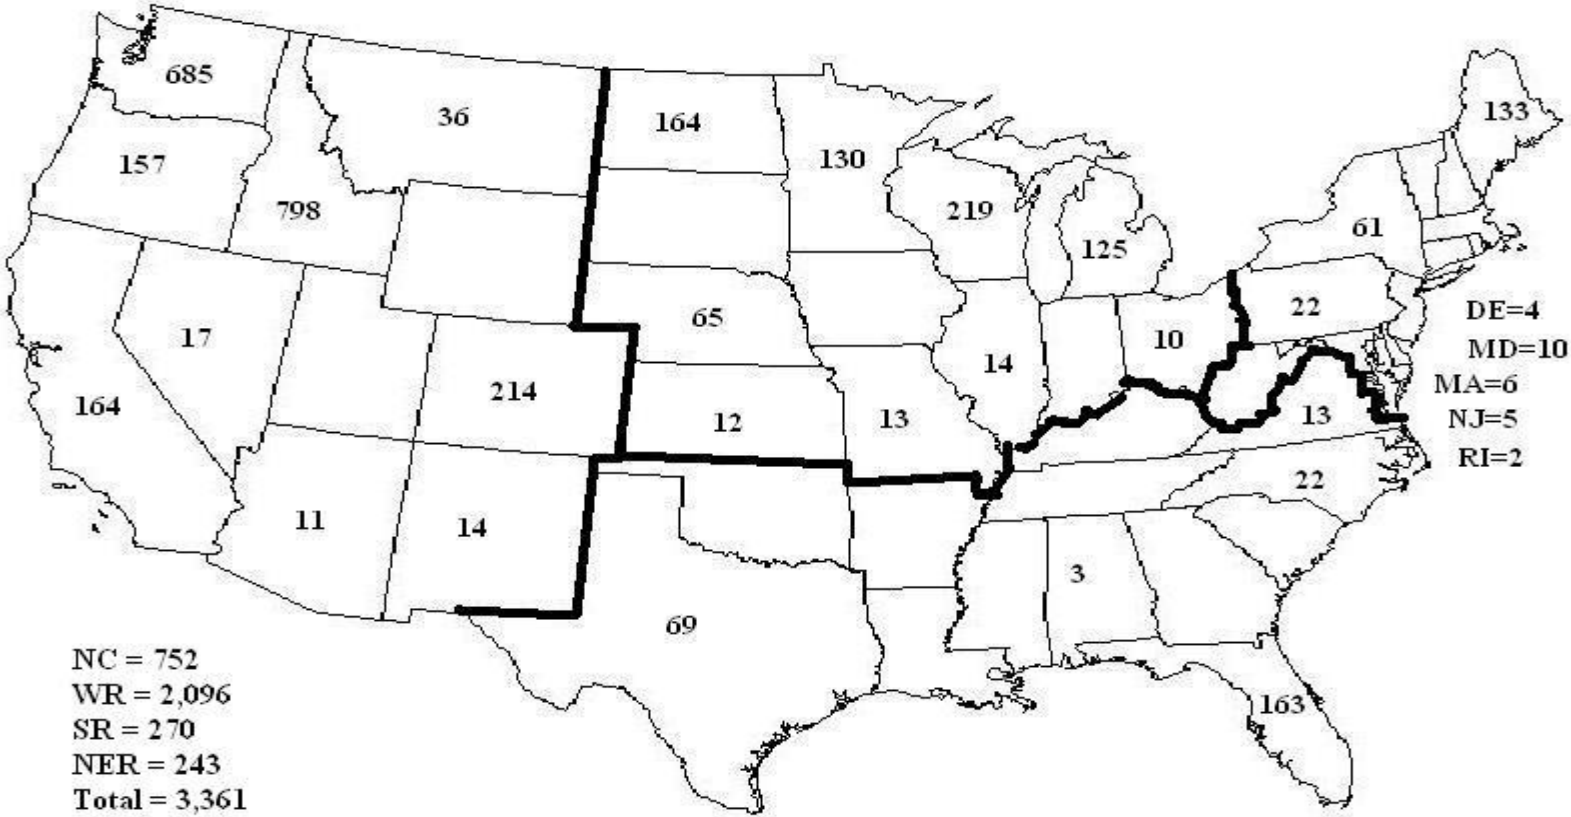 685
36
164
133
130
157
798
219
61
125
65
22
DE=4
17
10
MD=10
14
MA=6
214
164
12
13
13
NJ=5
RI=2
22
11
14
3
69
NC = 752
WR = 2,096
163
SR = 270
NER = 243
Total = 3,361